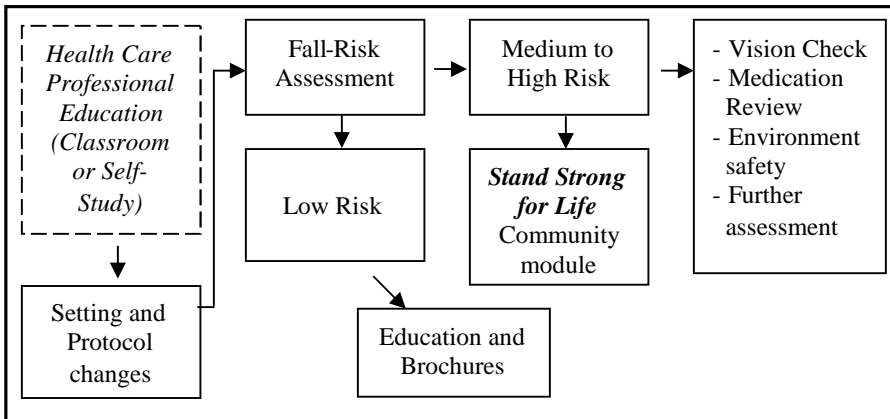 Health Care
Professional
Education
(Classroom
or Self-
Study)
Setting and
Protocol
changes
Fall-Risk
Assessment
Low Risk
Education and
Brochures
Medium to
High Risk
Stand Strong
for Life
Community
module
- Vision Check
- Medication
Review
- Environment
safety
- Further
assessment